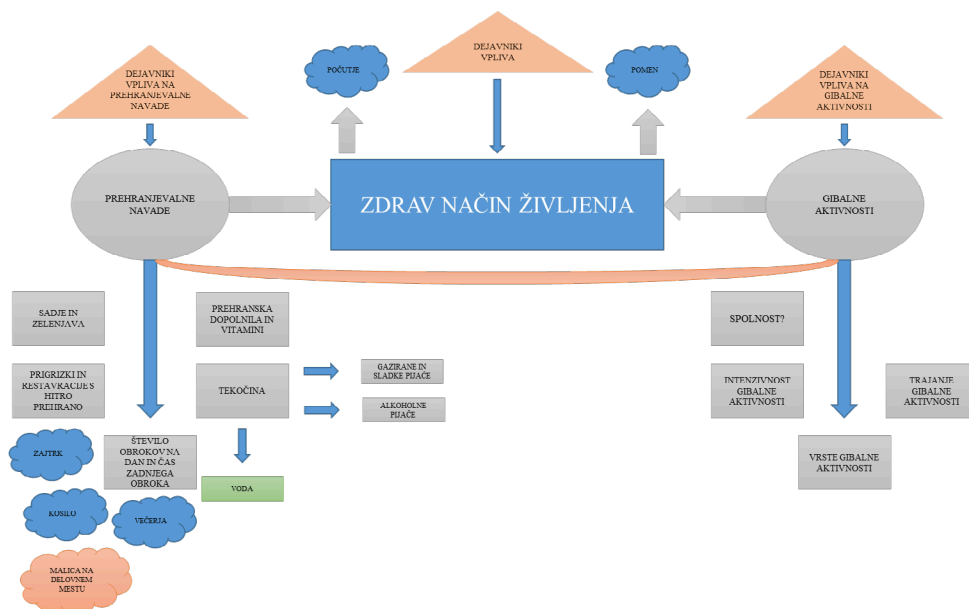 DEJAVNIKI
VPLIVA NA
PREHRANJEVALNE
NAVADE
POČUTJE
DEJAVNIKI
VPLIVA
POMEN
DEJAVNIKI
VPLIVA NA
GIBALNE
AKTIVNOSTI
PREHRANJEVALNE
NAVADE
ZDRAV NAČIN ŽIVLJENJA
GIBALNE
AKTIVNOSTI
SADJE IN
ZELENJAVA
PREHRANSKA
DOPOLNILA IN
VITAMINI
SPOLNOST?
PRIGRIZKI IN
RESTAVRACIJE S
HITRO
PREHRANO
TEKOČINA
GAZIRANE IN
SLADKE PIJAČE
ALKOHOLNE
PIJAČE
INTENZIVNOST
GIBALNE
AKTIVNOSTI
TRAJANJE
GIBALNE
AKTIVNOSTI
ZAJTRK
ŠTEVILO
OBROKOV NA
DAN IN ČAS
ZADNJEGA
OBROKA
VODA
VRSTE GIBALNE
AKTIVNOSTI
KOSILO
VEČERJA
MALICA NA
DELOVNEM
MESTU